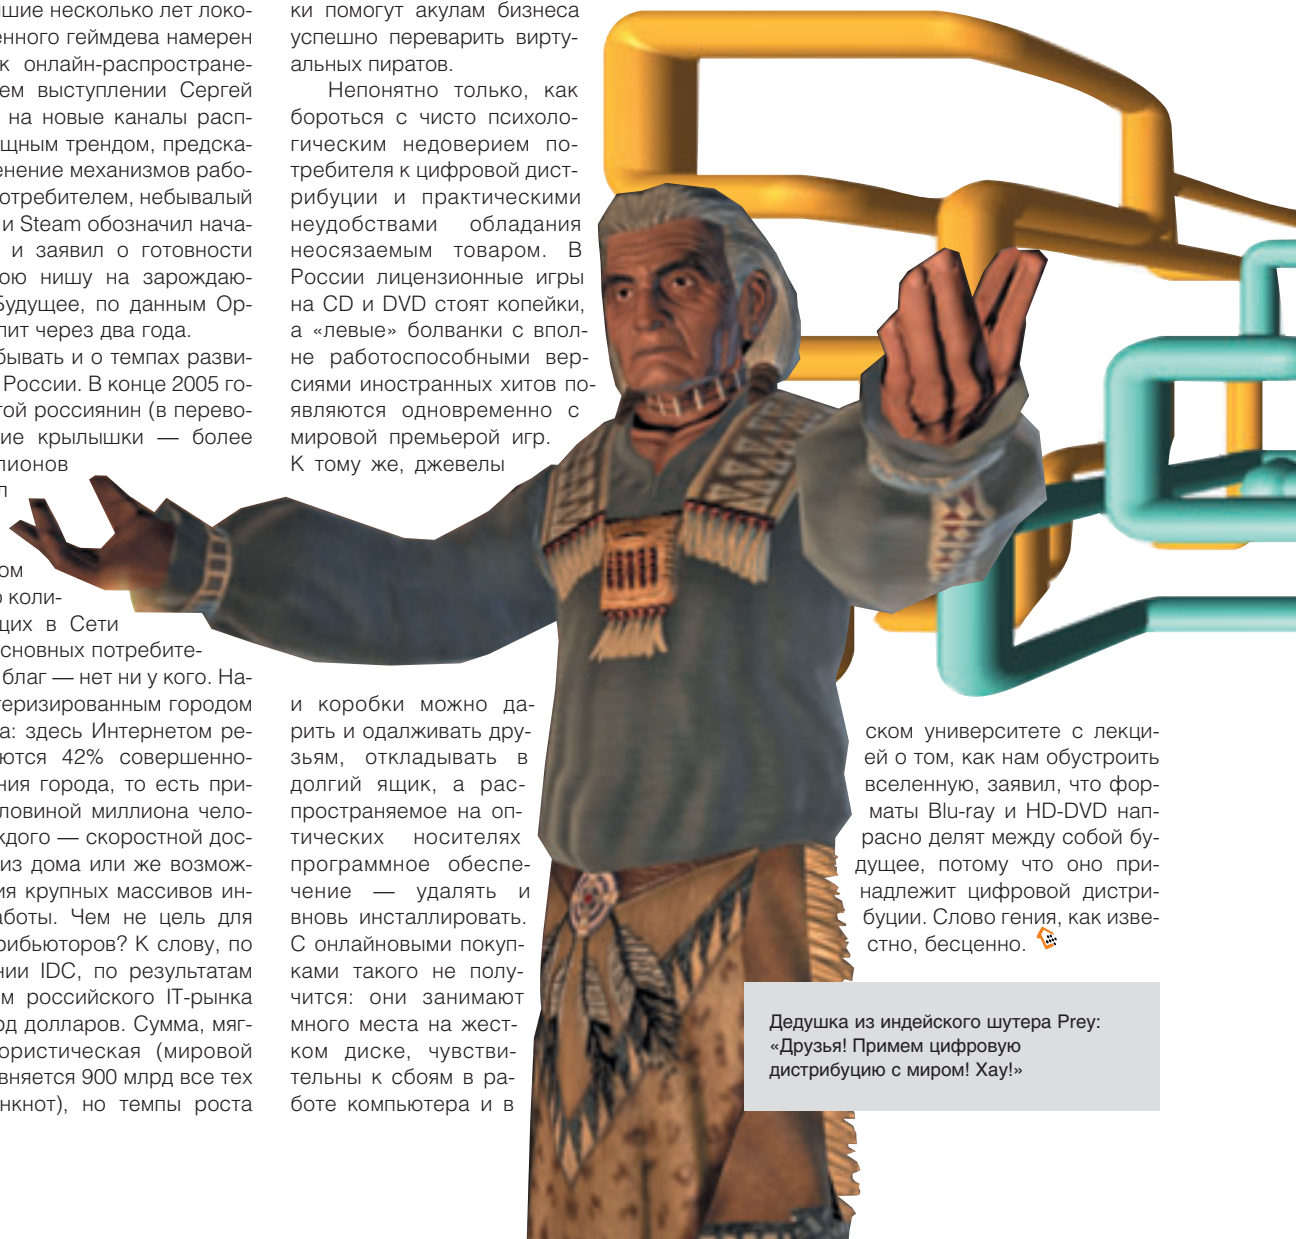 шие несколько лет локо-
енного геймдева намерен
к онлайн-распростране-
ем выступлении Сергей
на новые каналы расп-
щным трендом, предска-
енение механизмов рабо-
отребителем, небывалый
и Steam обозначил нача-
и заявил о готовности
ою нишу на зарождаю-
Будущее, по данным Ор-
пит через два года.
бывать и о темпах разви-
России. В конце 2005 го-
той россиянин (в перево-
ие крылышки — более
лионов
л
ом
о коли-
щих в Сети
сновных потребите-
благ — нет ни у кого. На-
теризированным городом
а: здесь Интернетом ре-
ются 42% совершенно-
ния города, то есть при-
ловиной миллиона чело-
ждого — скоростной дос-
из дома или же возмож-
ия крупных массивов ин-
аботы. Чем не цель для
рибьюторов? К слову, по
нии IDC, по результатам
м российского IT-рынка
рд долларов. Сумма, мяг-
ористическая (мировой
вняется 900 млрд все тех
нкнот), но темпы роста
ки помогут акулам бизнеса
успешно переварить вирту-
альных пиратов.
Непонятно только, как
бороться с чисто психоло-
гическим недоверием по-
требителя к цифровой дист-
рибуции и практическими
неудобствами обладания
неосязаемым товаром. В
России лицензионные игры
на CD и DVD стоят копейки,
а «левые» болванки с впол-
не работоспособными вер-
сиями иностранных хитов по-
являются одновременно с
мировой премьерой игр.
К тому же, джевелы
и коробки можно да-
рить и одалживать дру-
зьям, откладывать в
долгий ящик, а рас-
пространяемое на оп-
тических носителях
программное обеспе-
чение — удалять и
вновь инсталлировать.
С онлайновыми покуп-
ками такого не полу-
чится: они занимают
много места на жест-
ком диске, чувстви-
тельны к сбоям в ра-
боте компьютера и в
ском университете с лекци-
ей о том, как нам обустроить
вселенную, заявил, что фор-
маты Blu-ray и HD-DVD нап-
расно делят между собой бу-
дущее, потому что оно при-
надлежит цифровой дистри-
буции. Слово гения, как изве-
стно, бесценно.
Дедушка из индейского шутера Prey:
«Друзья! Примем цифровую
дистрибуцию с миром! Хау!»